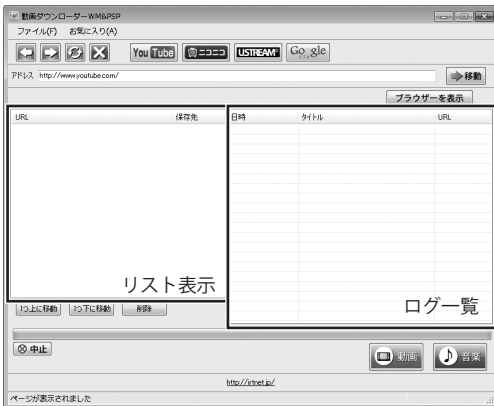 動画ダウンローダーWM&PSP
ファイル(F) お気に入り(A)
YouTube ニコニコ USTREAM Google
アドレス http://www.youtube.com/ 移動
ブラウザーを表示
URL 保存先 日時 タイトル URL
リスト表示 ログ一覧
1つ上に移動 1つ下に移動 削除
中止 動画 音楽
http://irtnet.jp/
ページが表示されました